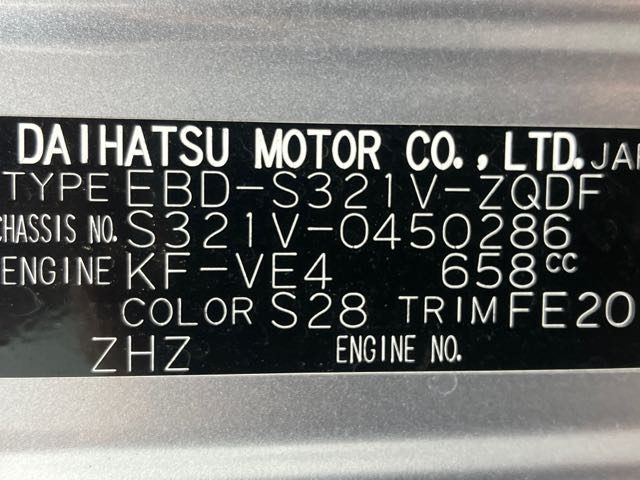 DAIHATSU MOTOR CO., LTD. JAP
TYPE EBD-S321V-ZQDF
CHASSIS NO. S321V-0450286
ENGINE KF-VE4 658cc
COLOR S28 TRIM FE20
ZHZ ENGINE NO.